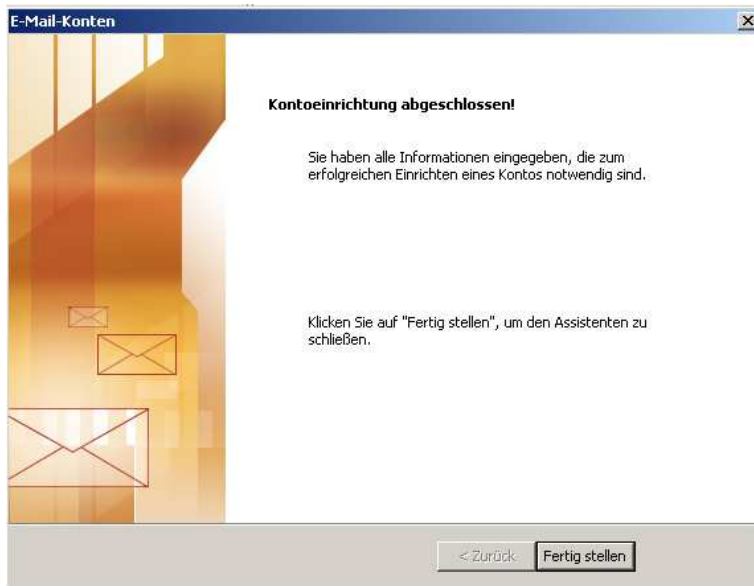 E-Mail-Konten
Kontoeinrichtung abgeschlossen!
Sie haben alle Informationen eingegeben, die zum
erfolgreichen Einrichten eines Kontos notwendig sind.
Klicken Sie auf "Fertig stellen", um den Assistenten zu
schließen.
< Zurück
Fertig stellen